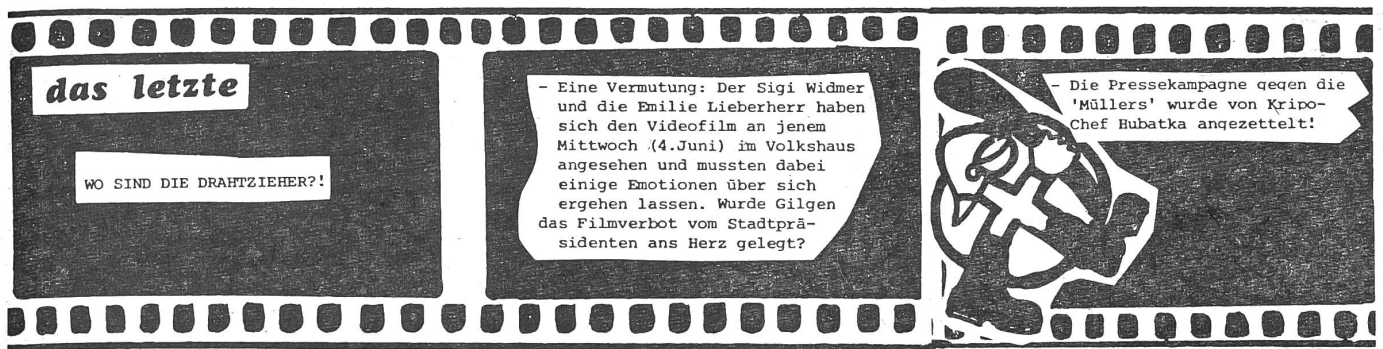 das letzte
WO SIND DIE DRAHTZIEHER?!
- Eine Vermutung: Der Sigi Widmer
und die Emilie Lieberherr haben
sich den Videofilm an jenem
Mittwoch (4.Juni) im Volkshaus
angesehen und mussten dabei
einige Emotionen über sich
ergehen lassen. Wurde Gilgen
das Filmverbot vom Stadtprä-
sidenten ans Herz gelegt?
- Die Pressekampagne gegen die
'Müllers' wurde von Kripo-
Chef Hubatka angezettelt!